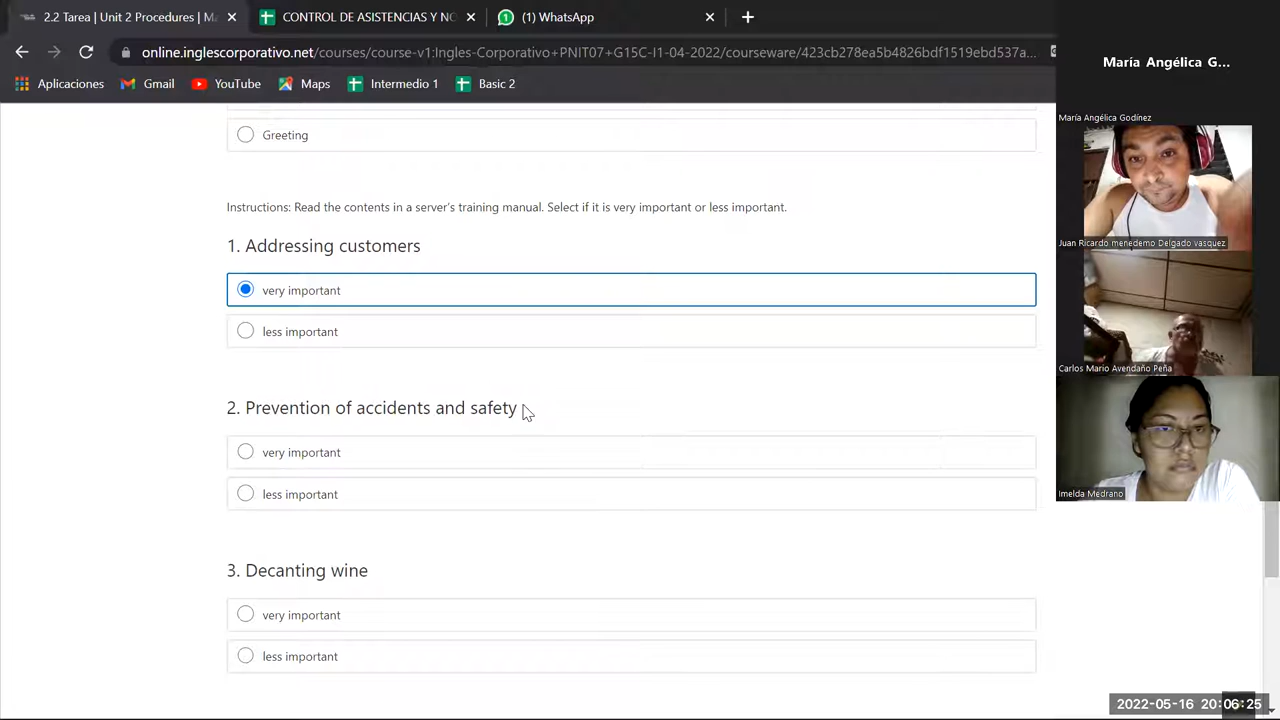 2.2 Tarea | Unit 2 Procedures | Ma
CONTROL DE ASISTENCIAS Y NO
(1) WhatsApp
online.inglescorporativo.net/courses/course-v1:Ingles-Corporativo+PNIT07+G15C-I1-04-2022/courseware/423cb278ea5b4826bdf1519ebd537a...
Aplicaciones
Gmail
YouTube
Maps
Intermedio 1
Basic 2
María Angélica G...
María Angélica Godínez
Greeting
Instructions: Read the contents in a server's training manual. Select if it is very important or less important.
1. Addressing customers
very important
less important
Juan Ricardo menedemo Delgado vasquez
2. Prevention of accidents and safety
very important
less important
Carlos Mario Avendaño Peña
Imelda Medrano
3. Decanting wine
very important
less important
2022-05-16 20:06:25